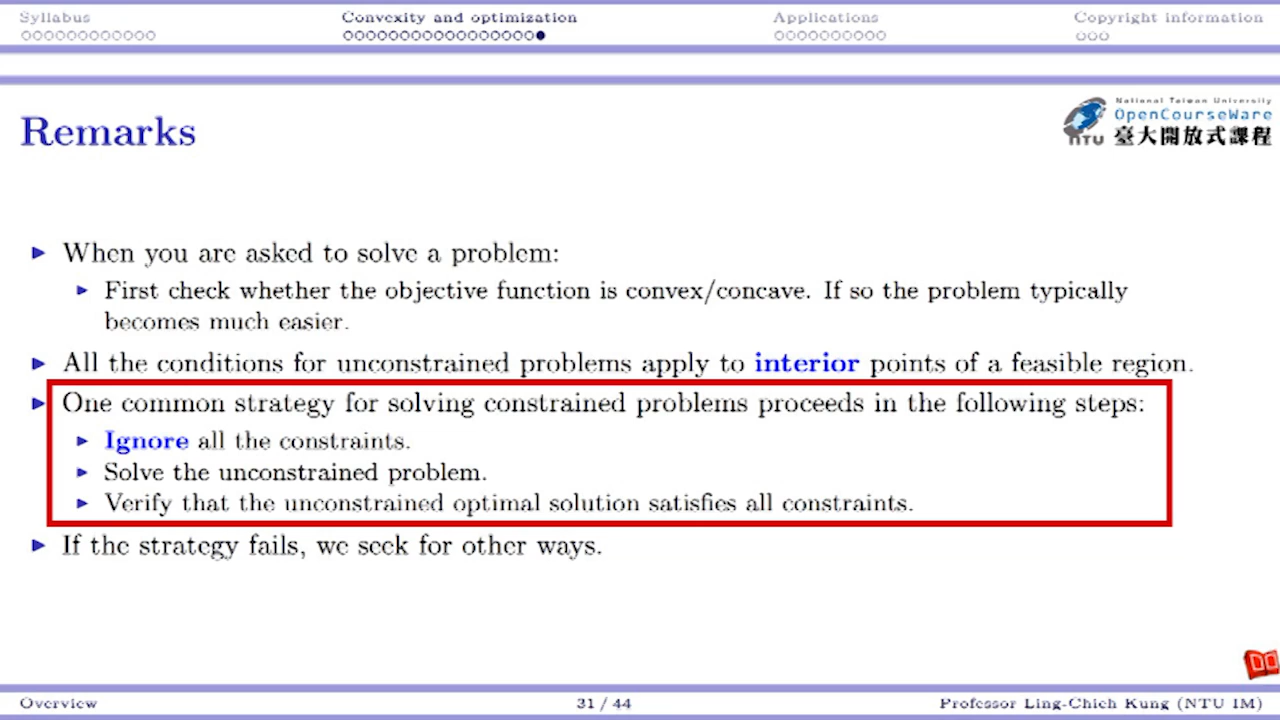 Syllabus
Convexity and optimization
Applications
Copyright information
Remarks
National Taiwan University
OpenCourseWare
NTU 臺大開放式課程
When you are asked to solve a problem:
First check whether the objective function is convex/concave. If so the problem typically
becomes much easier.
All the conditions for unconstrained problems apply to interior points of a feasible region.
One common strategy for solving constrained problems proceeds in the following steps:
Ignore all the constraints.
Solve the unconstrained problem.
Verify that the unconstrained optimal solution satisfies all constraints.
If the strategy fails, we seek for other ways.
Overview
31 / 44
Professor Ling-Chieh Kung (NTU IM)